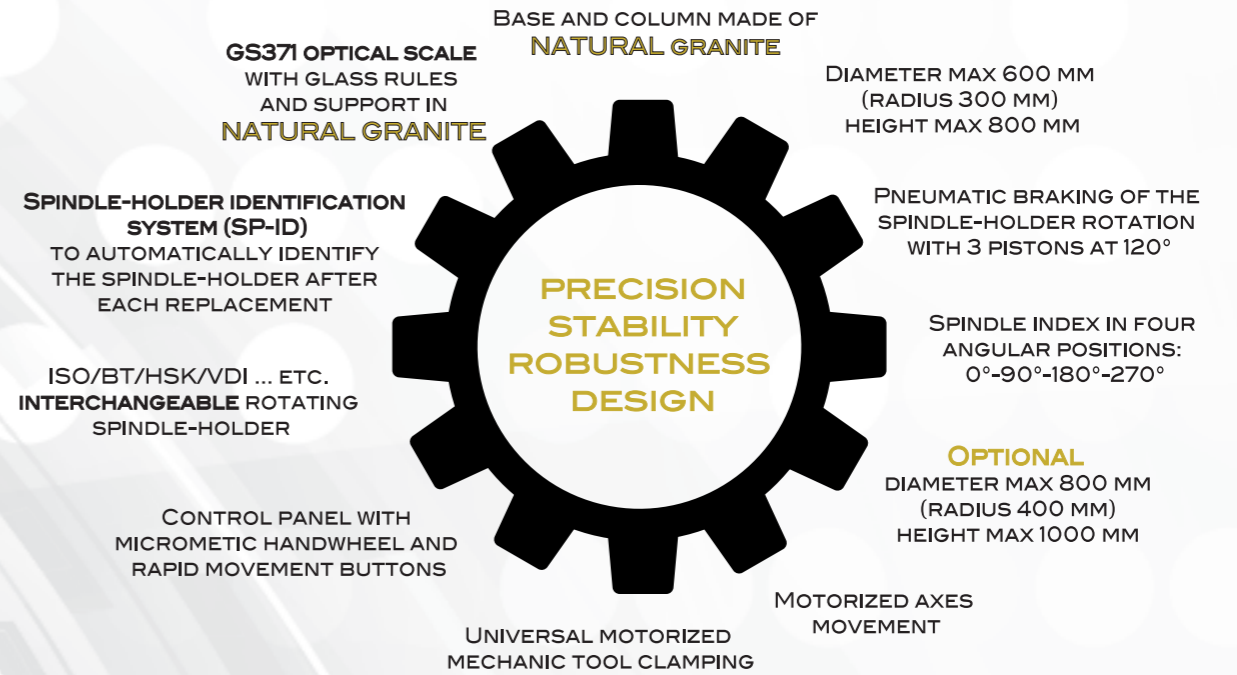 BASE AND COLUMN MADE OF
NATURAL GRANITE
GS371 OPTICAL SCALE
WITH GLASS RULES
AND SUPPORT IN
NATURAL GRANITE
DIAMETER MAX 600 MM
(RADIUS 300 MM)
HEIGHT MAX 800 MM
SPINDLE-HOLDER IDENTIFICATION
SYSTEM (SP-ID)
TO AUTOMATICALLY IDENTIFY
THE SPINDLE-HOLDER AFTER
EACH REPLACEMENT
PNEUMATIC BRAKING OF THE
SPINDLE-HOLDER ROTATION
WITH 3 PISTONS AT 120°
PRECISION
STABILITY
ROBUSTNESS
DESIGN
SPINDLE INDEX IN FOUR
ANGULAR POSITIONS:
0°-90°-180°-270°
ISO/BT/HSK/VDI ... ETC.
INTERCHANGEABLE ROTATING
SPINDLE-HOLDER
OPTIONAL
DIAMETER MAX 800 MM
(RADIUS 400 MM)
HEIGHT MAX 1000 MM
CONTROL PANEL WITH
MICROMETIC HANDWHEEL AND
RAPID MOVEMENT BUTTONS
MOTORIZED AXES
MOVEMENT
UNIVERSAL MOTORIZED
MECHANIC TOOL CLAMPING